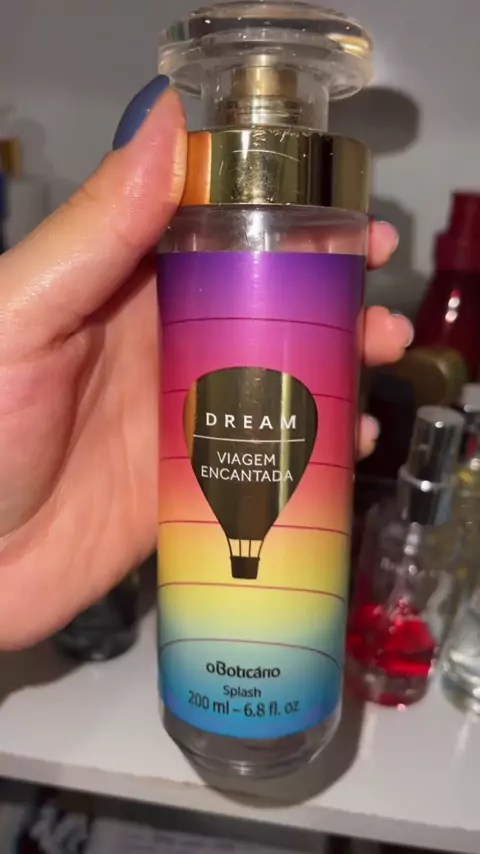 DREAM
VIAGEM
ENCANTADA
oBoticário
Splash
200 ml – 6.8 fl. oz